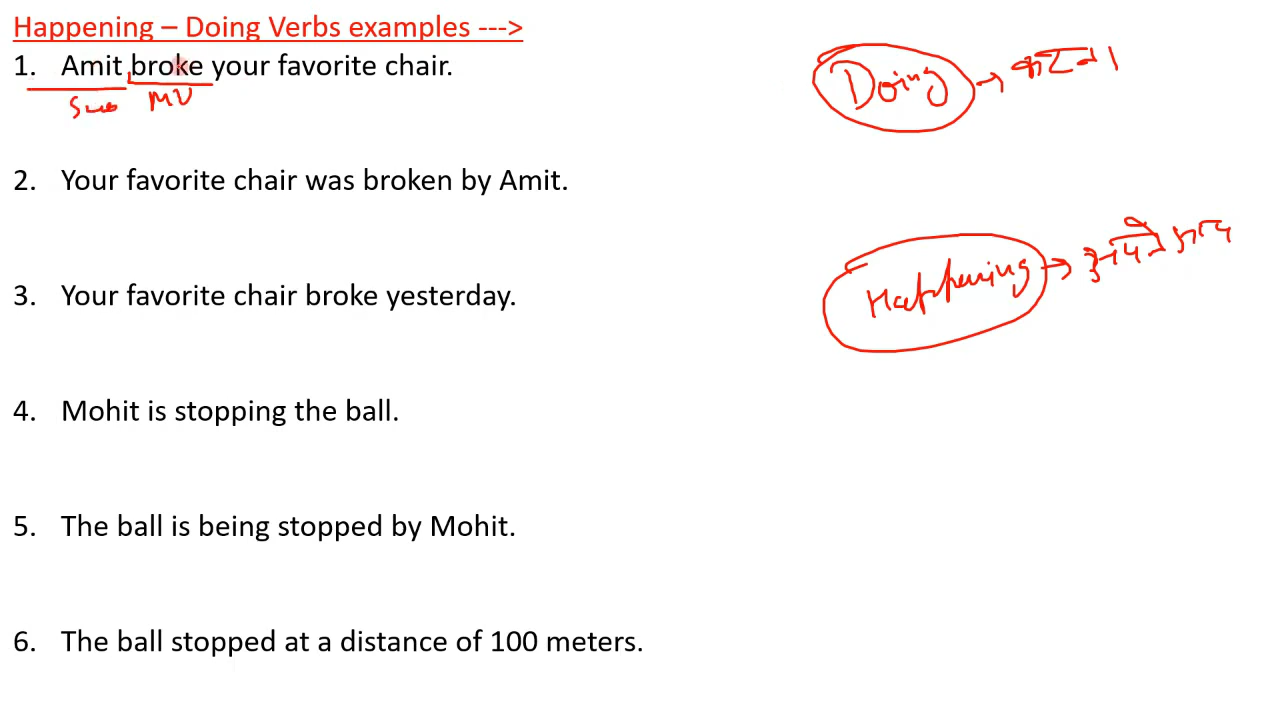 Happening – Doing Verbs examples --->
1. Amit broke your favorite chair.
Sub MV
Doing → करना
2. Your favorite chair was broken by Amit.
Happening →
3. Your favorite chair broke yesterday.
4. Mohit is stopping the ball.
5. The ball is being stopped by Mohit.
6. The ball stopped at a distance of 100 meters.